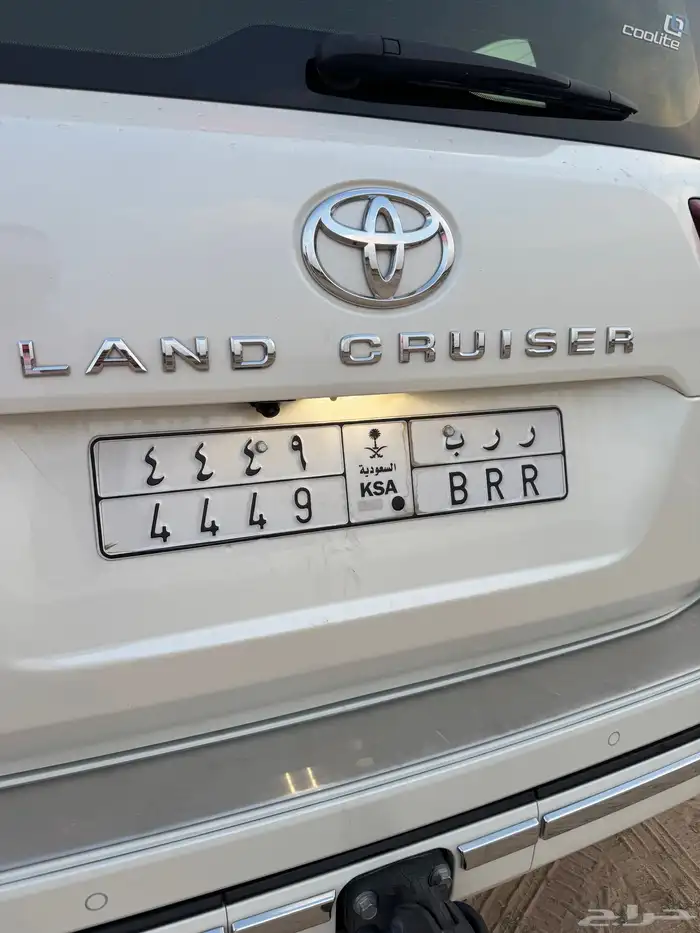 coolite
LAND CRUISER
٤٤٤٩
ر ر ب
السعودية
KSA
4449
BRR
حراج